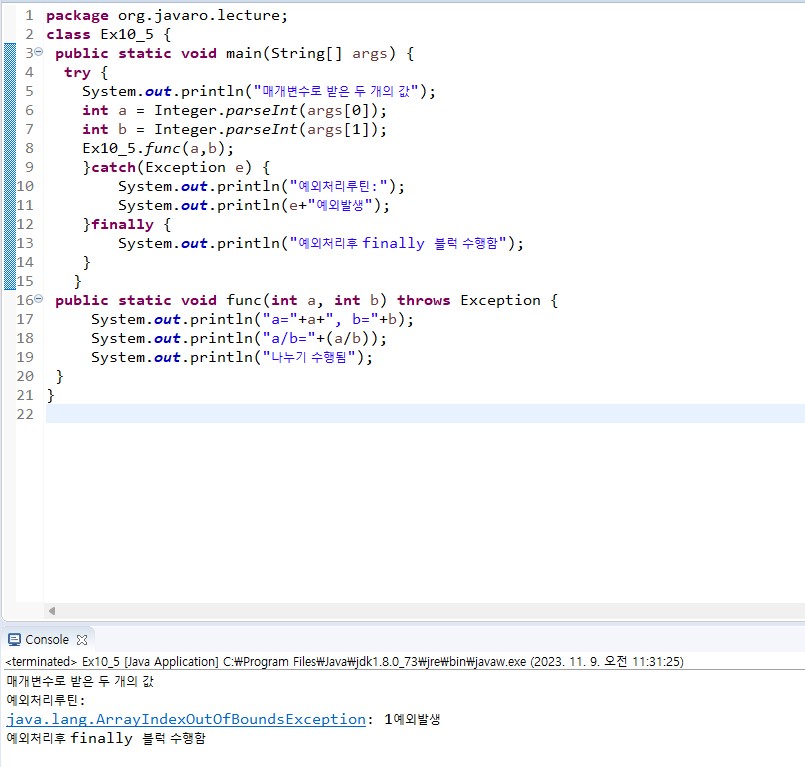 1 package org.javaro.lecture;
2 class Ex10_5 {
3 public static void main(String[] args) {
4 try {
5 System.out.println("매개변수로 받은 두 개의 값");
6 int a = Integer.parseInt(args[0]);
7 int b = Integer.parseInt(args[1]);
8 Ex10_5.func(a,b);
9 }catch(Exception e) {
10 System.out.println("예외처리루틴:");
11 System.out.println(e+"예외발생");
12 }finally {
13 System.out.println("예외처리후 finally 블럭 수행함");
14 }
15 }
16 public static void func(int a, int b) throws Exception {
17 System.out.println("a="+a+", b="+b);
18 System.out.println("a/b="+(a/b));
19 System.out.println("나누기 수행됨");
20 }
21 }
22
Console
<terminated> Ex10_5 [Java Application] C:₩Program Files₩Java₩jdk1.8.0_73₩jre₩bin₩javaw.exe (2023. 11. 9. 오전 11:31:25)
매개변수로 받은 두 개의 값
예외처리루틴:
java.lang.ArrayIndexOutOfBoundsException: 1예외발생
예외처리후 finally 블럭 수행함